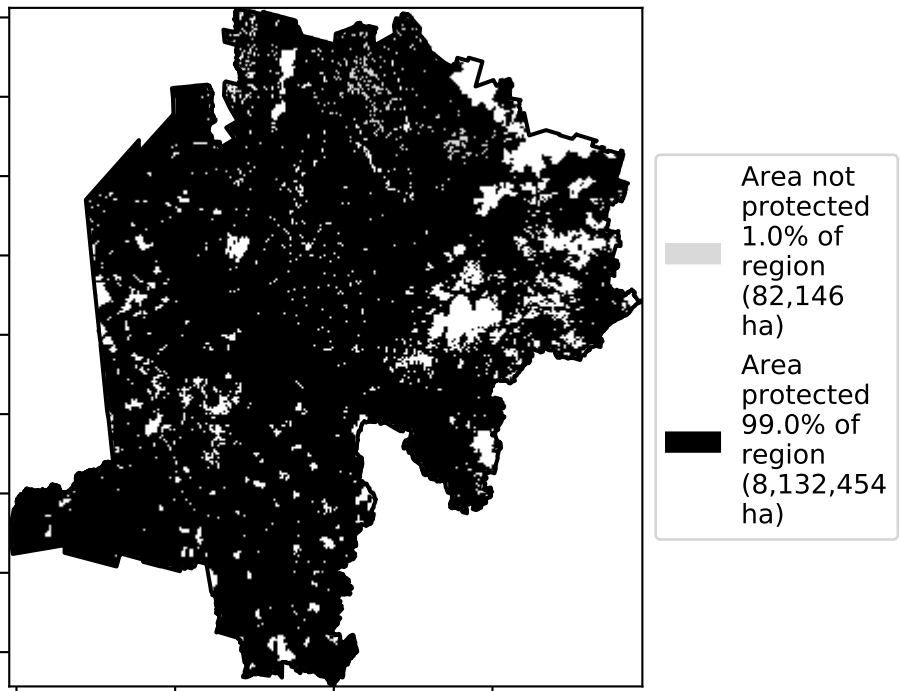 Area not
protected
1.0% of
region
(82,146
ha)
Area
protected
99.0% of
region
(8,132,454
ha)